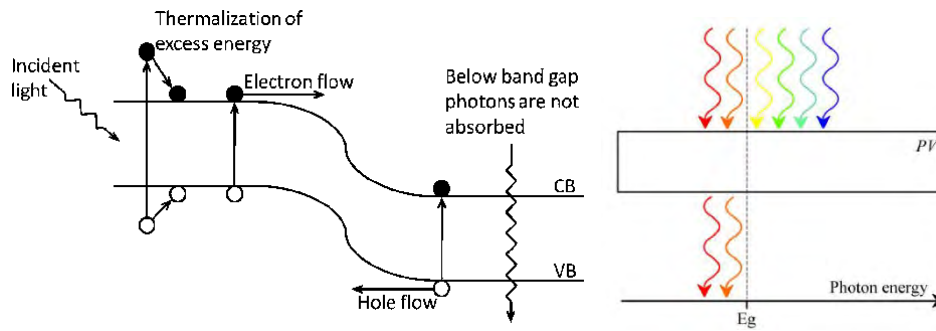 Thermalization of
excess energy
Incident
light
Electron flow
Below band gap
photons are not
absorbed
CB
VB
Hole flow
PV
Photon energy
Eg